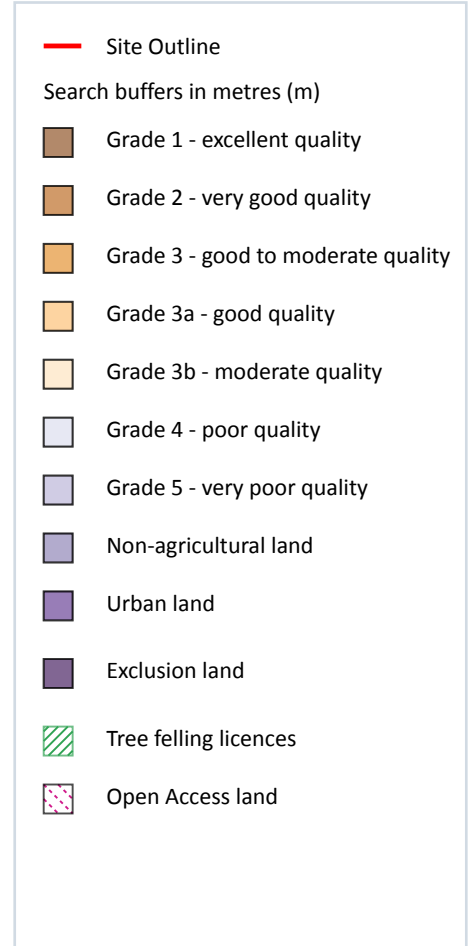 Site Outline
Search buffers in metres (m)
Grade 1 - excellent quality
Grade 2 - very good quality
Grade 3 - good to moderate quality
Grade 3a - good quality
Grade 3b - moderate quality
Grade 4 - poor quality
Grade 5 - very poor quality
Non-agricultural land
Urban land
Exclusion land
Tree felling licences
Open Access land